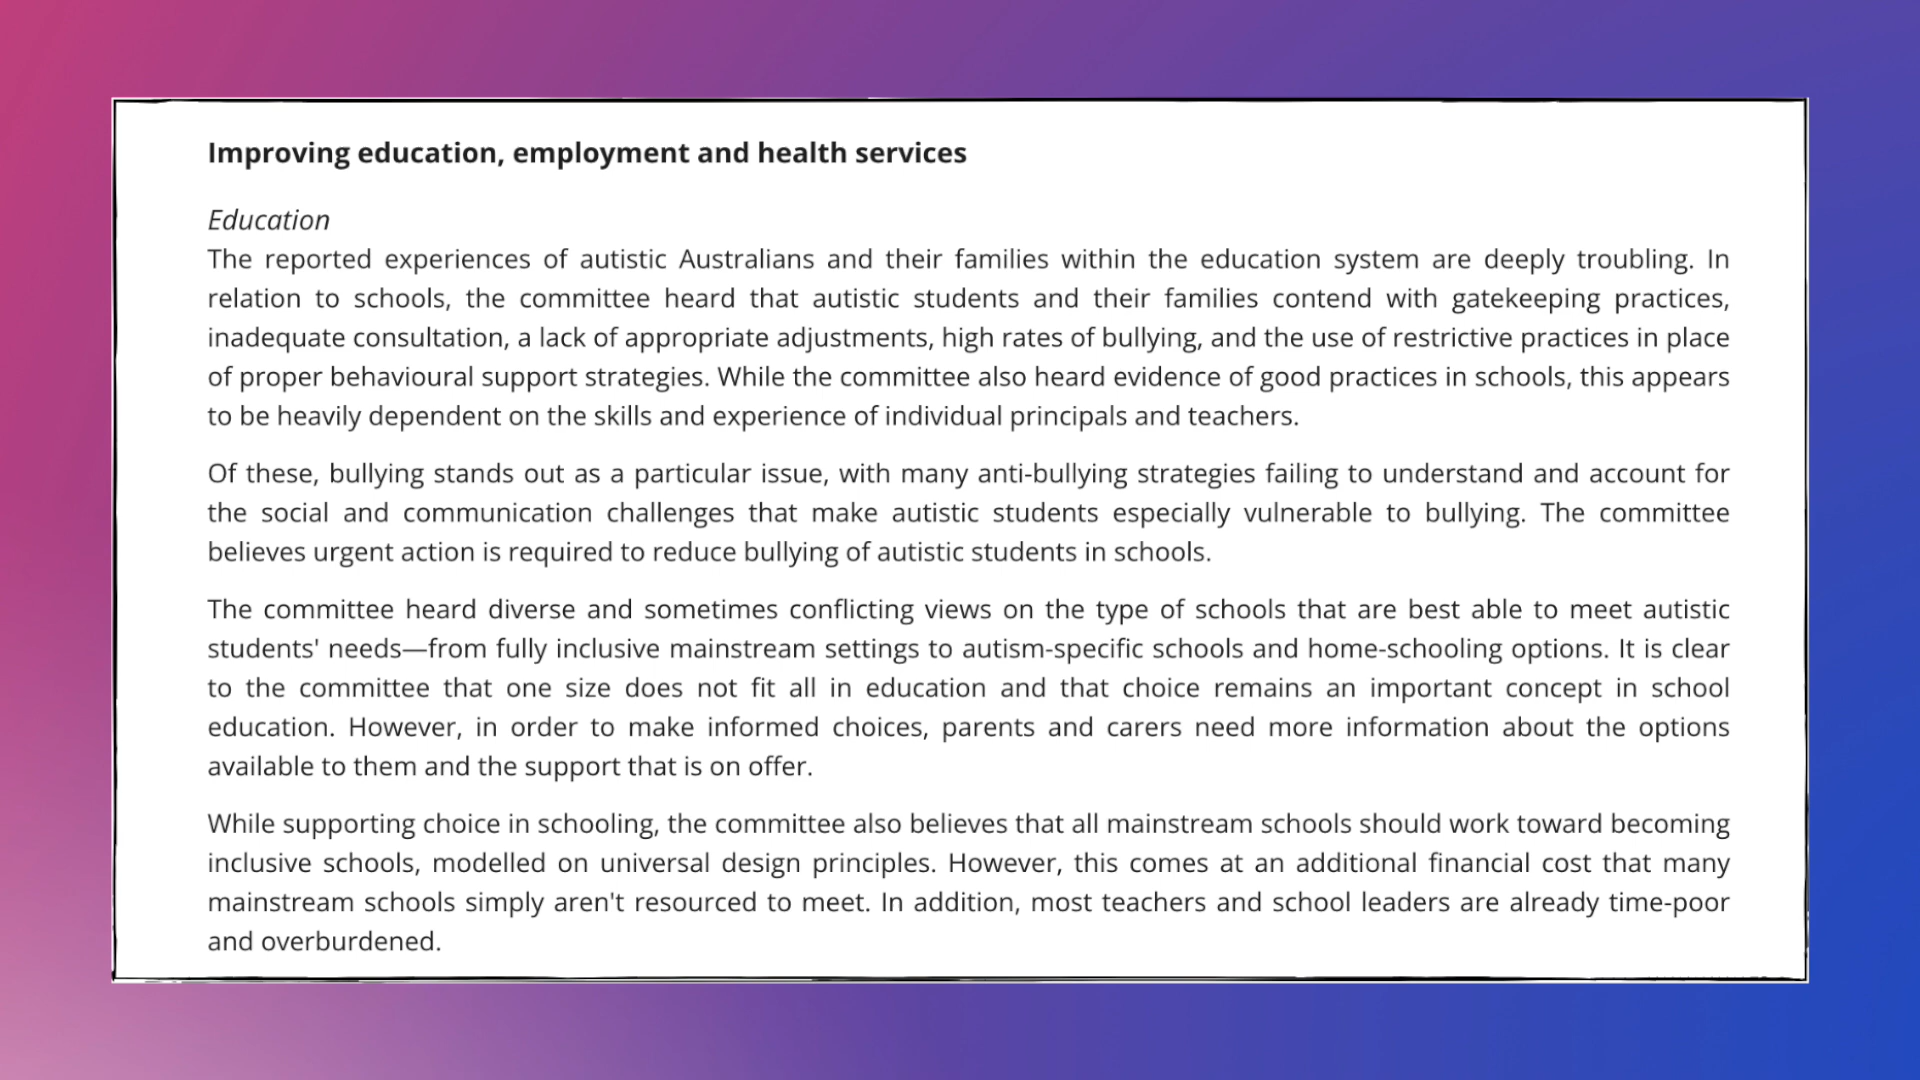 Improving education, employment and health services
Education
The reported experiences of autistic Australians and their families within the education system are deeply troubling. In
relation to schools, the committee heard that autistic students and their families contend with gatekeeping practices,
inadequate consultation, a lack of appropriate adjustments, high rates of bullying, and the use of restrictive practices in place
of proper behavioural support strategies. While the committee also heard evidence of good practices in schools, this appears
to be heavily dependent on the skills and experience of individual principals and teachers.
Of these, bullying stands out as a particular issue, with many anti-bullying strategies failing to understand and account for
the social and communication challenges that make autistic students especially vulnerable to bullying. The committee
believes urgent action is required to reduce bullying of autistic students in schools.
The committee heard diverse and sometimes conflicting views on the type of schools that are best able to meet autistic
students' needs—from fully inclusive mainstream settings to autism-specific schools and home-schooling options. It is clear
to the committee that one size does not fit all in education and that choice remains an important concept in school
education. However, in order to make informed choices, parents and carers need more information about the options
available to them and the support that is on offer.
While supporting choice in schooling, the committee also believes that all mainstream schools should work toward becoming
inclusive schools, modelled on universal design principles. However, this comes at an additional financial cost that many
mainstream schools simply aren't resourced to meet. In addition, most teachers and school leaders are already time-poor
and overburdened.